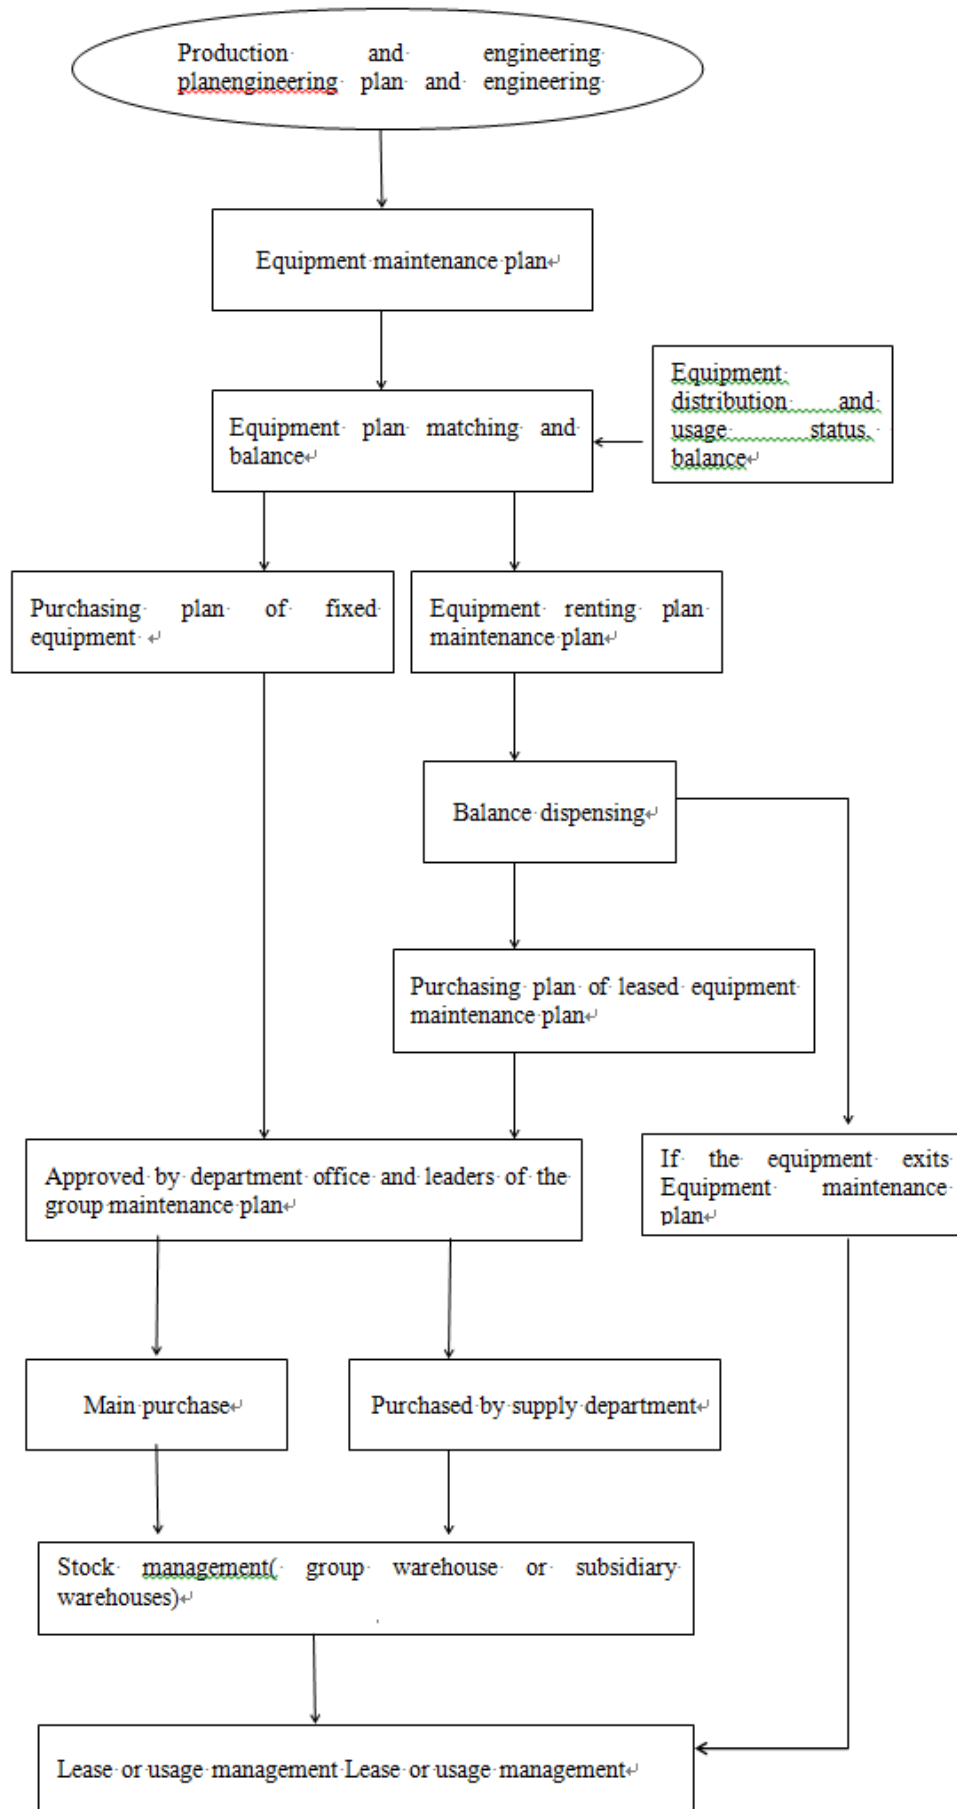 Production and engineering
planengineering plan and engineering
Equipment maintenance plan
Equipment
distribution and
usage status.
balance
Equipment plan matching and
balance
Purchasing plan of fixed
equipment
Equipment renting plan
maintenance plan
Balance dispensing
Purchasing plan of leased equipment
maintenance plan
Approved by department office and leaders of the
group maintenance plan
If the equipment exits
Equipment maintenance
plan
Main purchase
Purchased by supply department
Stock management( group warehouse or subsidiary
warehouses)
Lease or usage management Lease or usage management